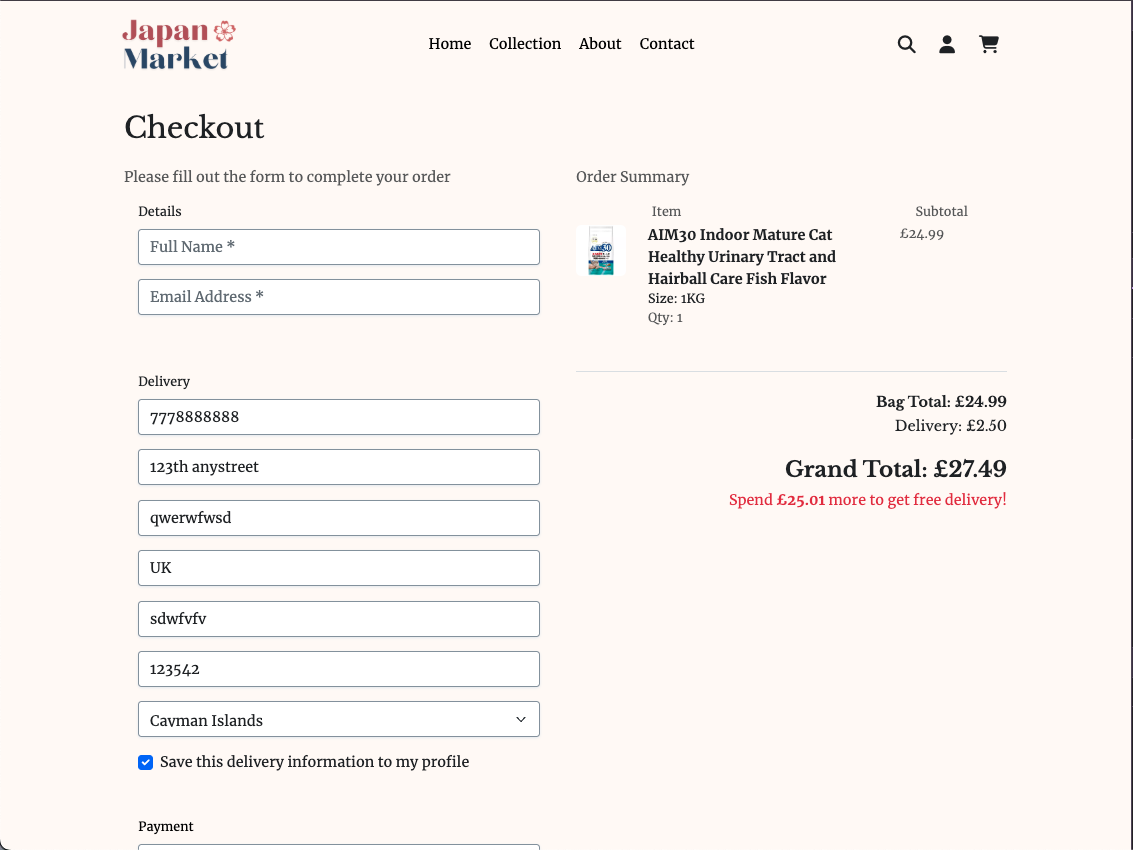 Japan
Market
Home Collection About Contact
Checkout
Please fill out the form to complete your order
Details
Full Name *
Email Address *
Delivery
7778888888
123th anystreet
qwerwfwsd
UK
sdwfvfv
123542
Cayman Islands
Save this delivery information to my profile
Payment
Order Summary
Item Subtotal
AIM30 Indoor Mature Cat £24.99
Healthy Urinary Tract and
Hairball Care Fish Flavor
Size: 1KG
Qty: 1
Bag Total: £24.99
Delivery: £2.50
Grand Total: £27.49
Spend £25.01 more to get free delivery!